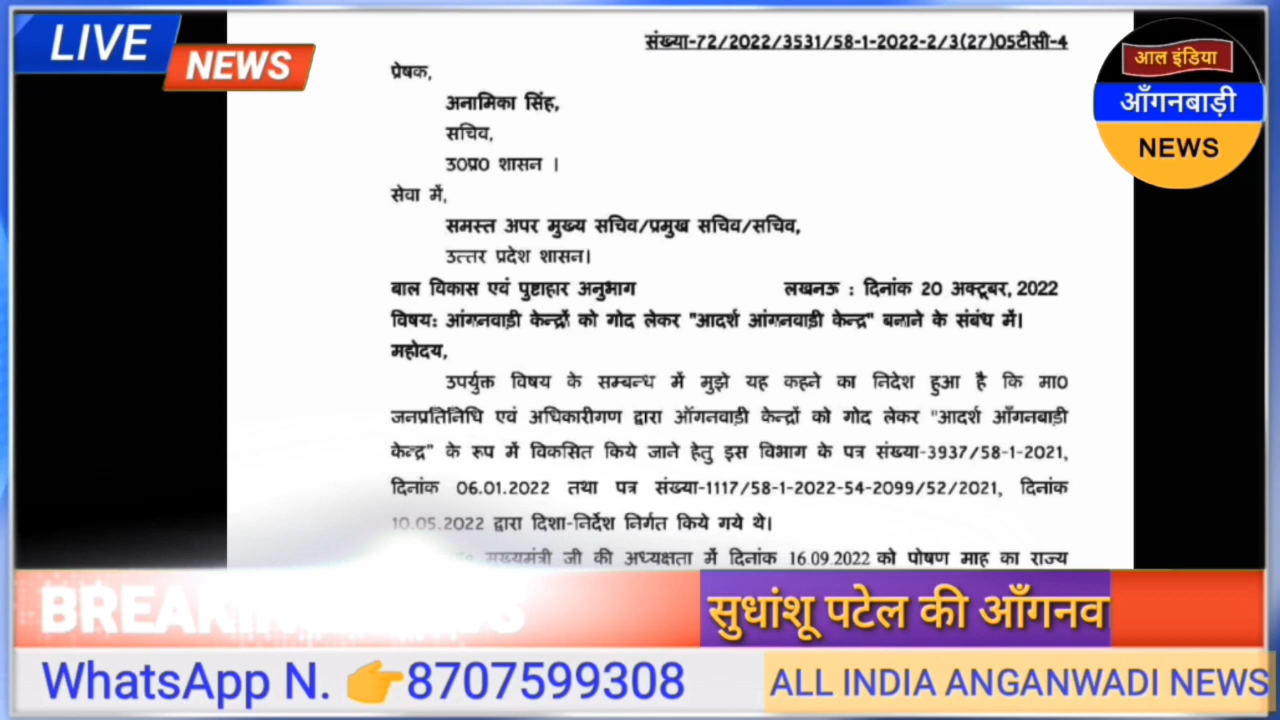 LIVE
NEWS
संख्या-72/2022/3531/58-1-2022-2/3(27)05टीसी-4
आल इंडिया
आँगनबाड़ी
NEWS
प्रेषक,
अनामिका सिंह,
सचिव,
उ0प्र0 शासन ।
सेवा में,
समस्त अपर मुख्य सचिव/प्रमुख सचिव/सचिव,
उत्तर प्रदेश शासन।
बाल विकास एवं पुष्टाहार अनुभाग लखनऊ : दिनांक 20 अक्टूबर, 2022
विषय: आंगनवाड़ी केन्द्रों को गोद लेकर "आदर्श आंगनवाड़ी केन्द्र" बनाने के संबंध में।
महोदय,
उपर्युक्त विषय के सम्बन्ध में मुझे यह कहने का निदेश हुआ है कि मा0
जनप्रतिनिधि एवं अधिकारीगण द्वारा आँगनवाड़ी केन्द्रों को गोद लेकर "आदर्श आँगनबाड़ी
केन्द्र" के रूप में विकसित किये जाने हेतु इस विभाग के पत्र संख्या-3937/58-1-2021,
दिनांक 06.01.2022 तथा पत्र संख्या-1117/58-1-2022-54-2099/52/2021, दिनांक
10.05.2022 द्वारा दिशा-निर्देश निर्गत किये गये थे।
मुख्यमंत्री जी की अध्यक्षता में दिनांक 16.09.2022 को पोषण माह का राज्य
सुधांशू पटेल की आँगनव
WhatsApp N. 👉8707599308
ALL INDIA ANGANWADI NEWS